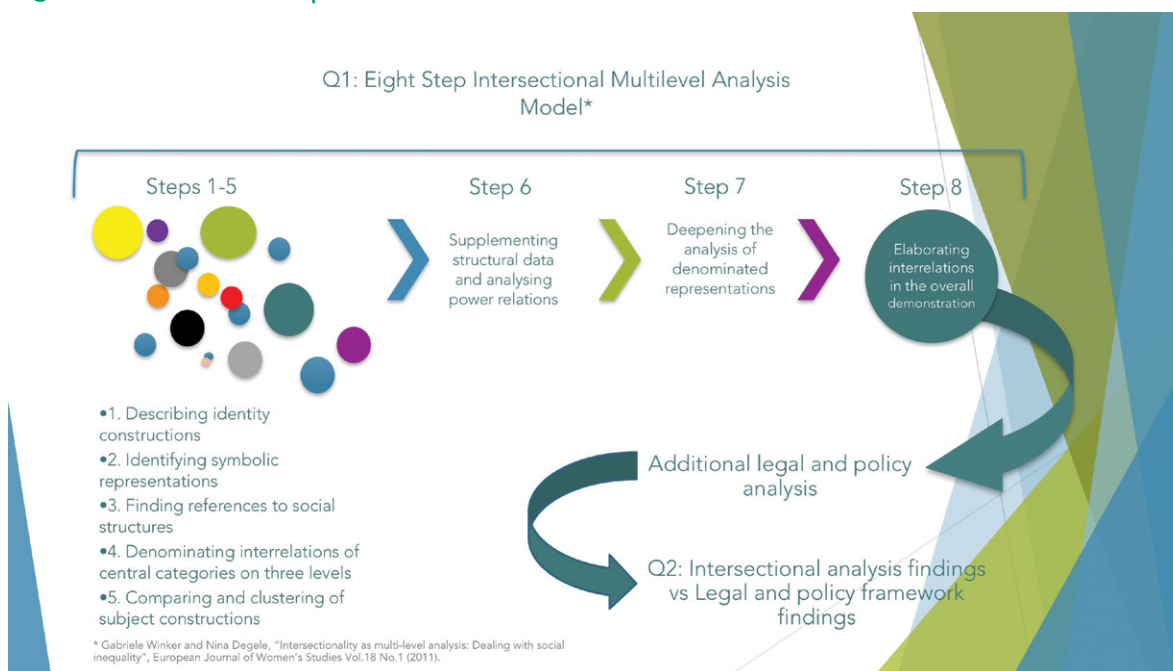 Q1: Eight Step Intersectional Multilevel Analysis
Model*
Steps 1-5
•1. Describing identity
constructions
•2. Identifying symbolic
representations
•3. Finding references to social
structures
•4. Denominating interrelations of
central categories on three levels
•5. Comparing and clustering of
subject constructions
Step 6
Supplementing
structural data
and analysing
power relations
Step 7
Deepening the
analysis of
denominated
representations
Step 8
Elaborating
interrelations
in the overall
demonstration
Additional legal and policy
analysis
Q2: Intersectional analysis findings
vs Legal and policy framework
findings
* Gabriele Winker and Nina Degele, "Intersectionality as multi-level analysis: Dealing with social
inequality", European Journal of Women's Studies Vol.18 No.1 (2011).